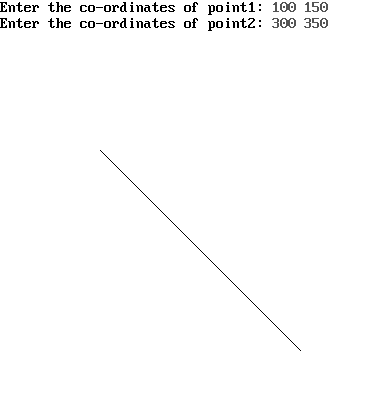 Enter the co-ordinates of point1: 100 150
Enter the co-ordinates of point2: 300 350